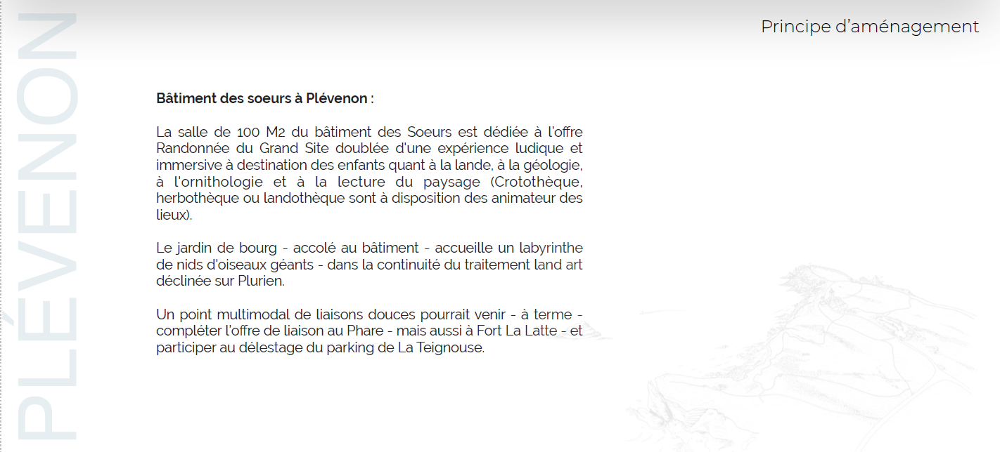 PLÉVENON
Principe d’aménagement
Bâtiment des soeurs à Plévenon :
La salle de 100 M2 du bâtiment des Soeurs est dédiée à l’offre
Randonnée du Grand Site doublée d'une expérience ludique et
immersive à destination des enfants quant à la lande, à la géologie,
à l'ornithologie et à la lecture du paysage (Crotothèque,
herbothèque ou landothèque sont à disposition des animateur des
lieux).
Le jardin de bourg - accolé au bâtiment - accueille un labyrinthe
de nids d'oiseaux géants - dans la continuité du traitement land art
déclinée sur Plurien.
Un point multimodal de liaisons douces pourrait venir - à terme -
compléter l’offre de liaison au Phare - mais aussi à Fort La Latte - et
participer au délestage du parking de La Teignouse.